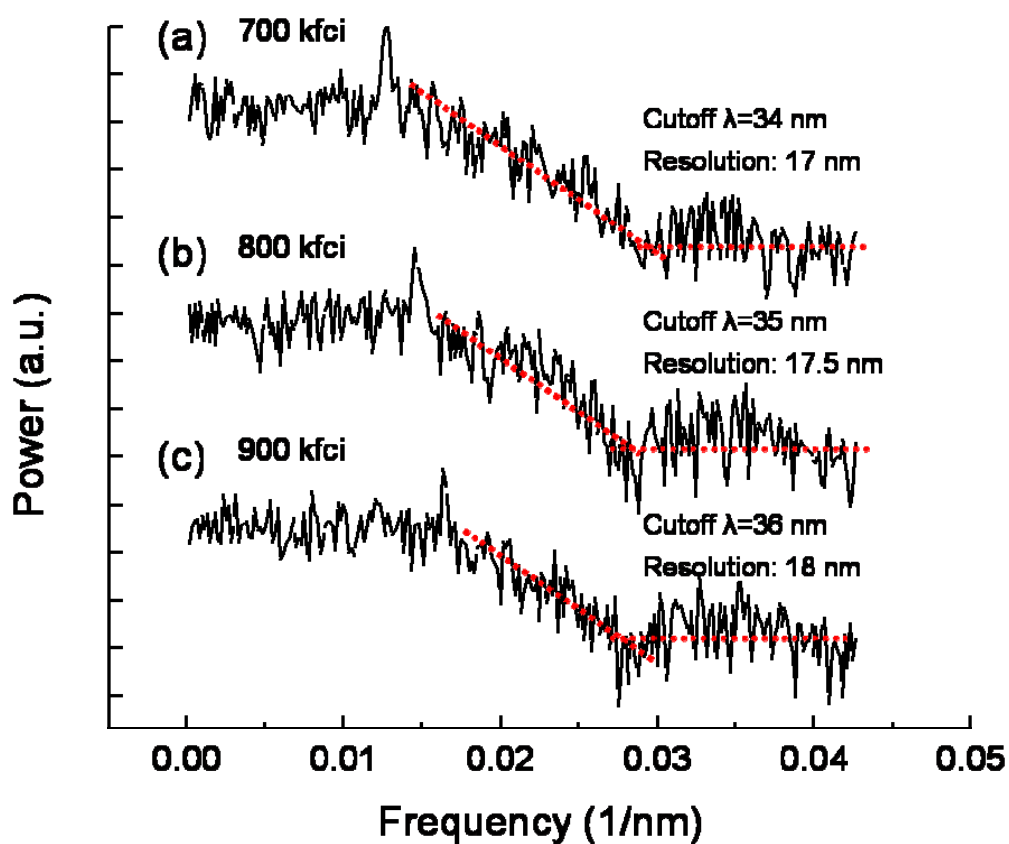 (a) 700 kfci
Cutoff λ=34 nm
Resolution: 17 nm
(b) 800 kfci
Cutoff λ=35 nm
Resolution: 17.5 nm
(c) 900 kfci
Cutoff λ=36 nm
Resolution: 18 nm
Power (a.u.)
0.00 0.01 0.02 0.03 0.04 0.05
Frequency (1/nm)